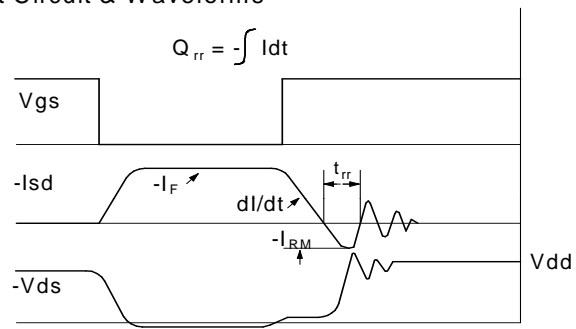 t Circuit & Waveforms
Q rr = -∫ Idt
Vgs
-Isd
-I F
dI/dt
t rr
-I RM
Vdd
-Vds